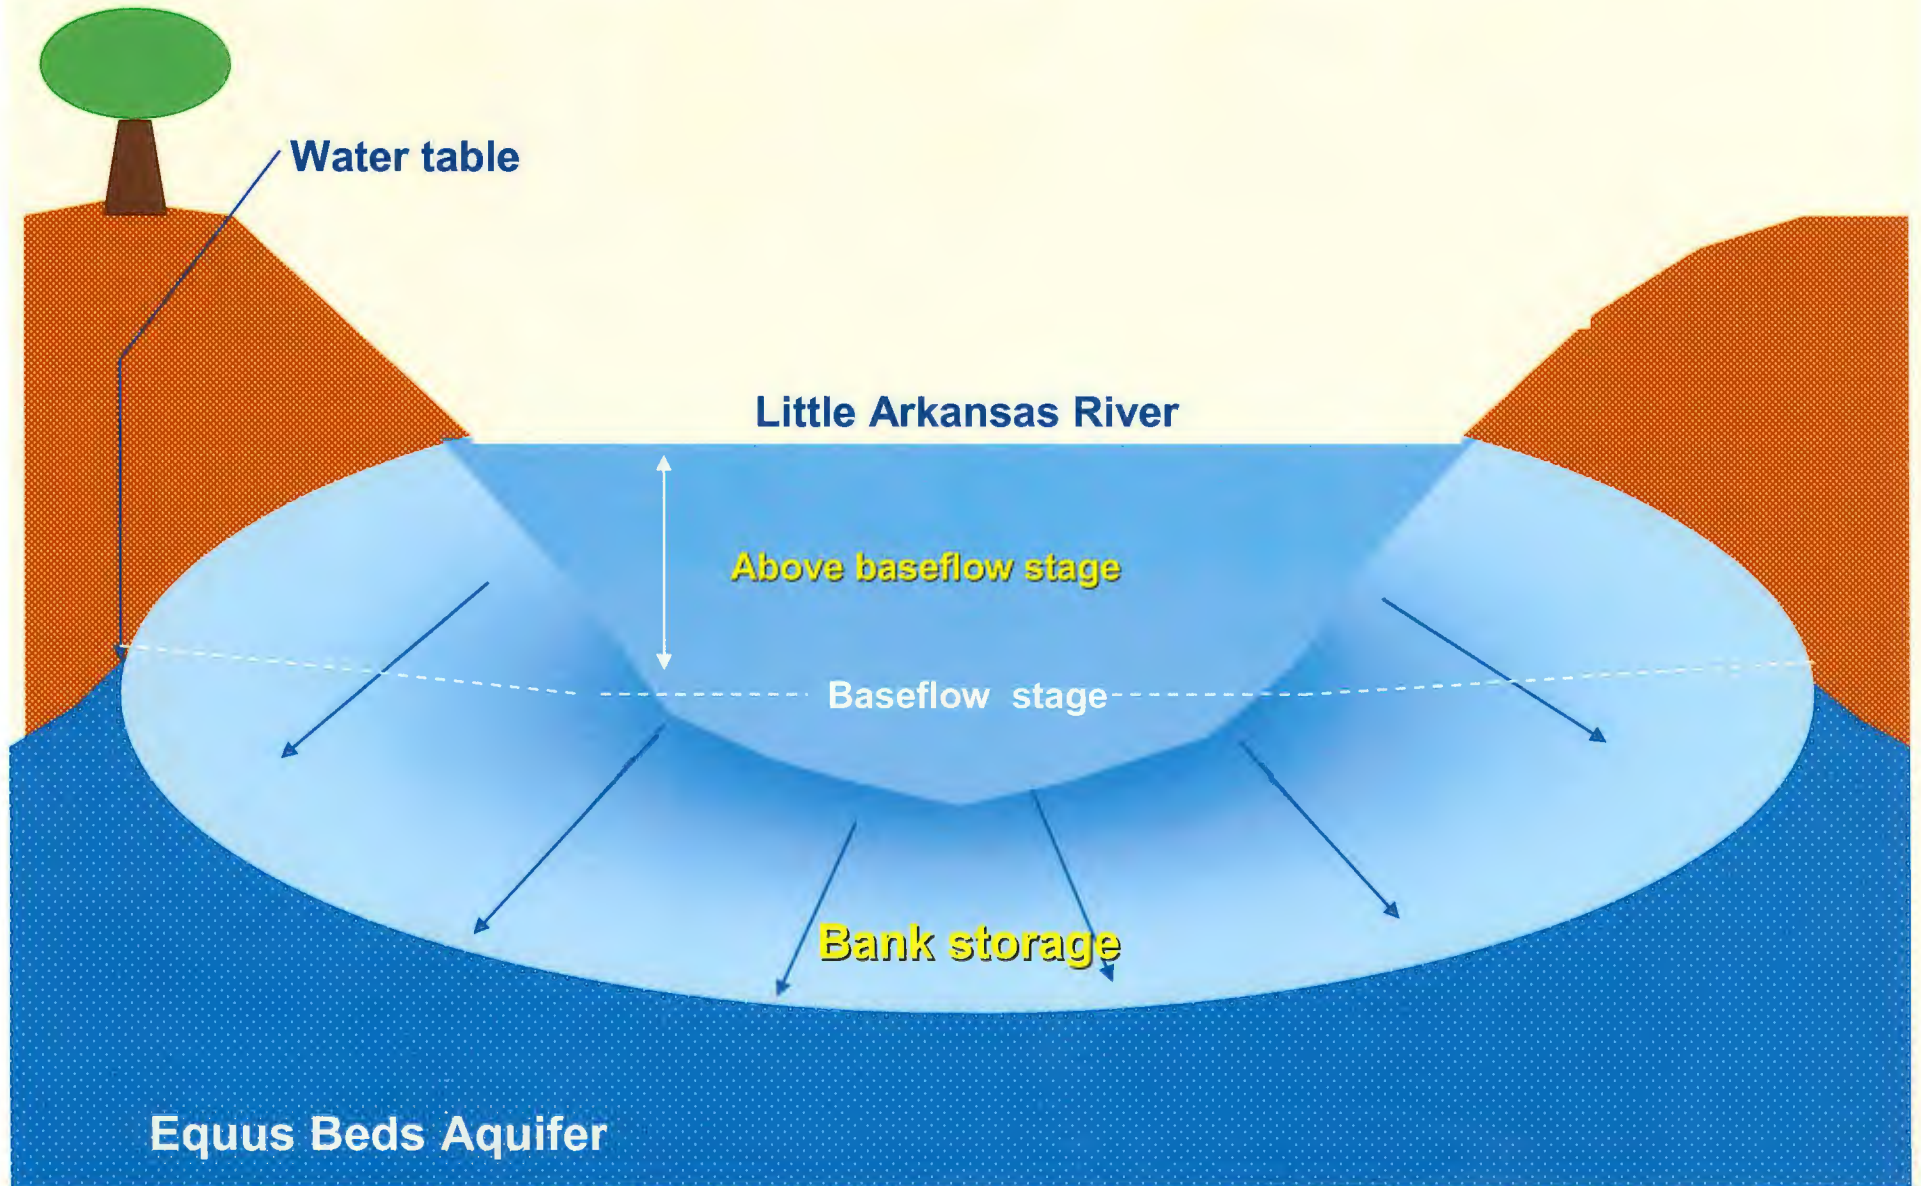 Water table
Little Arkansas River
Above baseflow stage
Baseflow stage
Bank storage
Equus Beds Aquifer